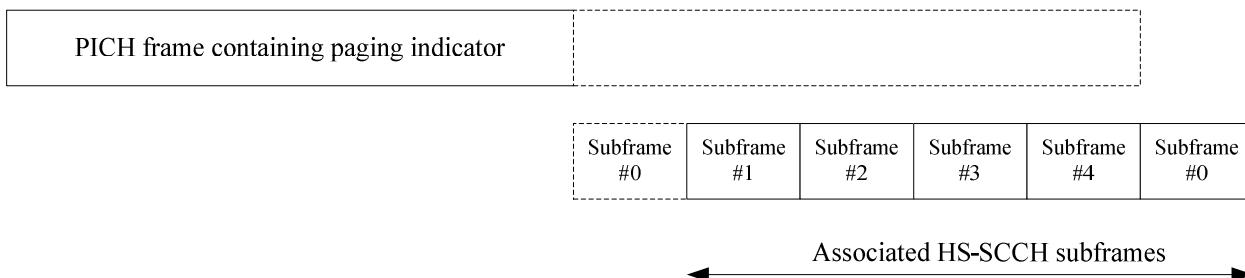 PICH frame containing paging indicator
Subframe #0
Subframe #1
Subframe #2
Subframe #3
Subframe #4
Subframe #0
Associated HS-SCCH subframes